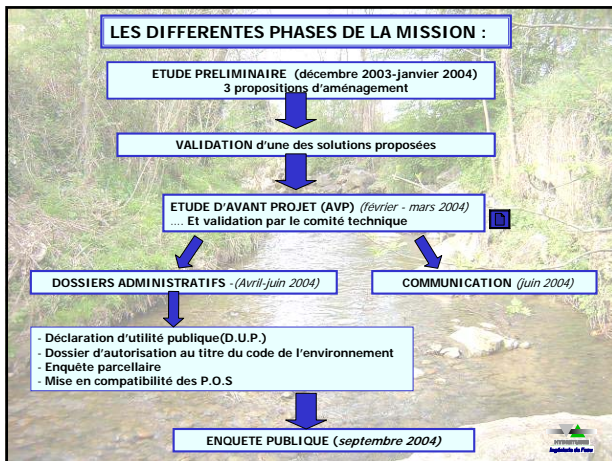 LES DIFFERENTES PHASES DE LA MISSION :
ETUDE PRELIMINAIRE (décembre 2003-janvier 2004)
3 propositions d'aménagement
VALIDATION d'une des solutions proposées
ETUDE D'AVANT PROJET (AVP) (février - mars 2004)
.... Et validation par le comité technique
DOSSIERS ADMINISTRATIFS -(Avril-juin 2004)
COMMUNICATION (juin 2004)
- Déclaration d'utilité publique(D.U.P.)
- Dossier d'autorisation au titre du code de l'environnement
- Enquête parcellaire
- Mise en compatibilité des P.O.S
ENQUETE PUBLIQUE (septembre 2004)
Ingénierie de l'eau